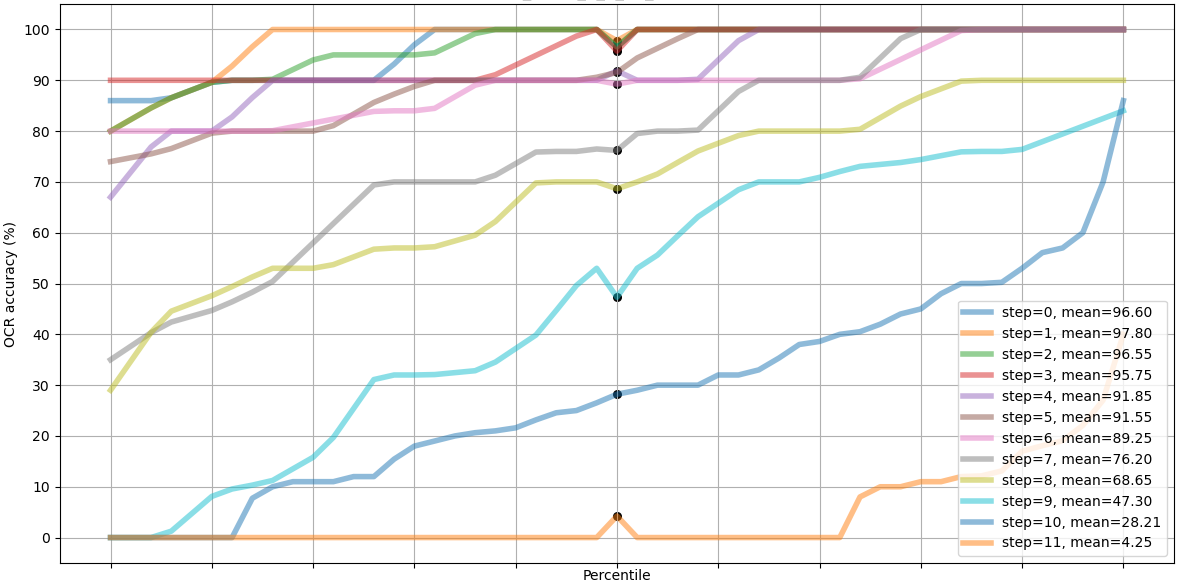 100
90
80
70
60
50
40
30
20
10
0
OCR accuracy (%)
Percentile
step=0, mean=96.60
step=1, mean=97.80
step=2, mean=96.55
step=3, mean=95.75
step=4, mean=91.85
step=5, mean=91.55
step=6, mean=89.25
step=7, mean=76.20
step=8, mean=68.65
step=9, mean=47.30
step=10, mean=28.21
step=11, mean=4.25